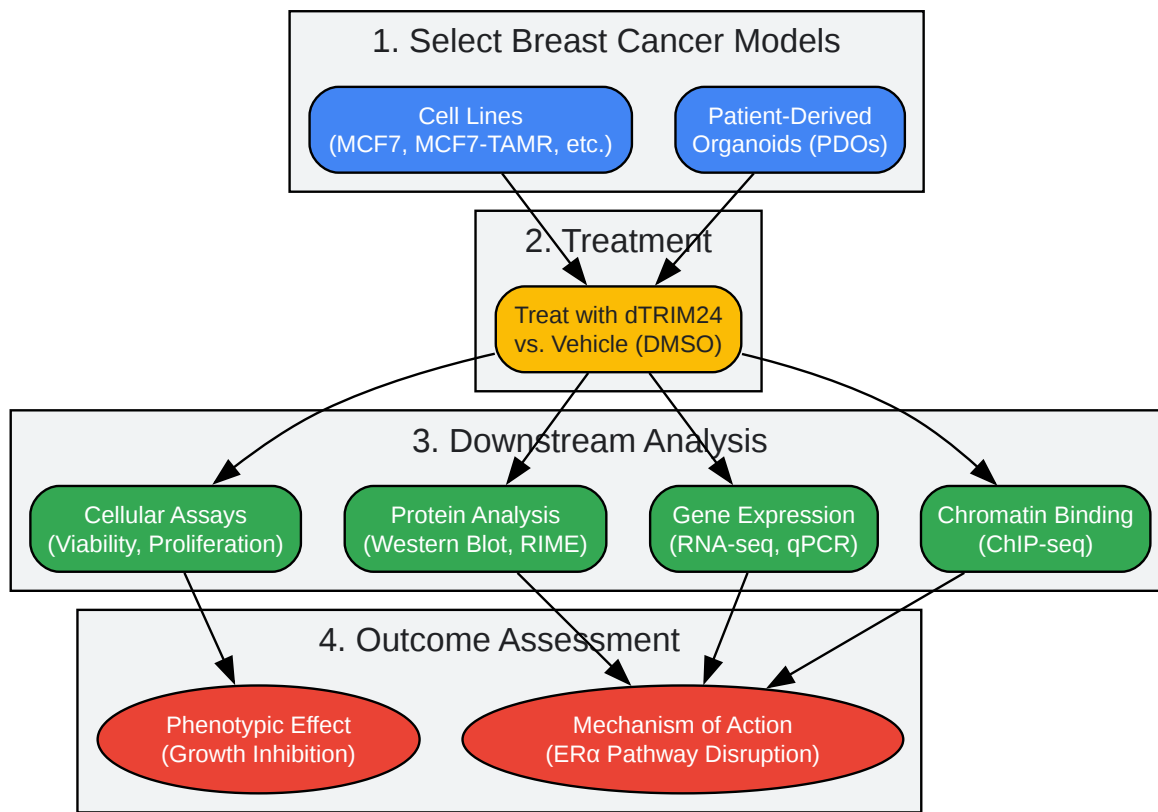 1. Select Breast Cancer Models
Cell Lines
(MCF7, MCF7-TAMR, etc.)
Patient-Derived
Organoids (PDOs)
2. Treatment
Treat with dTRIM24
vs. Vehicle (DMSO)
3. Downstream Analysis
Cellular Assays
(Viability, Proliferation)
Protein Analysis
(Western Blot, RIME)
Gene Expression
(RNA-seq, qPCR)
Chromatin Binding
(ChIP-seq)
4. Outcome Assessment
Phenotypic Effect
(Growth Inhibition)
Mechanism of Action
(ERα Pathway Disruption)